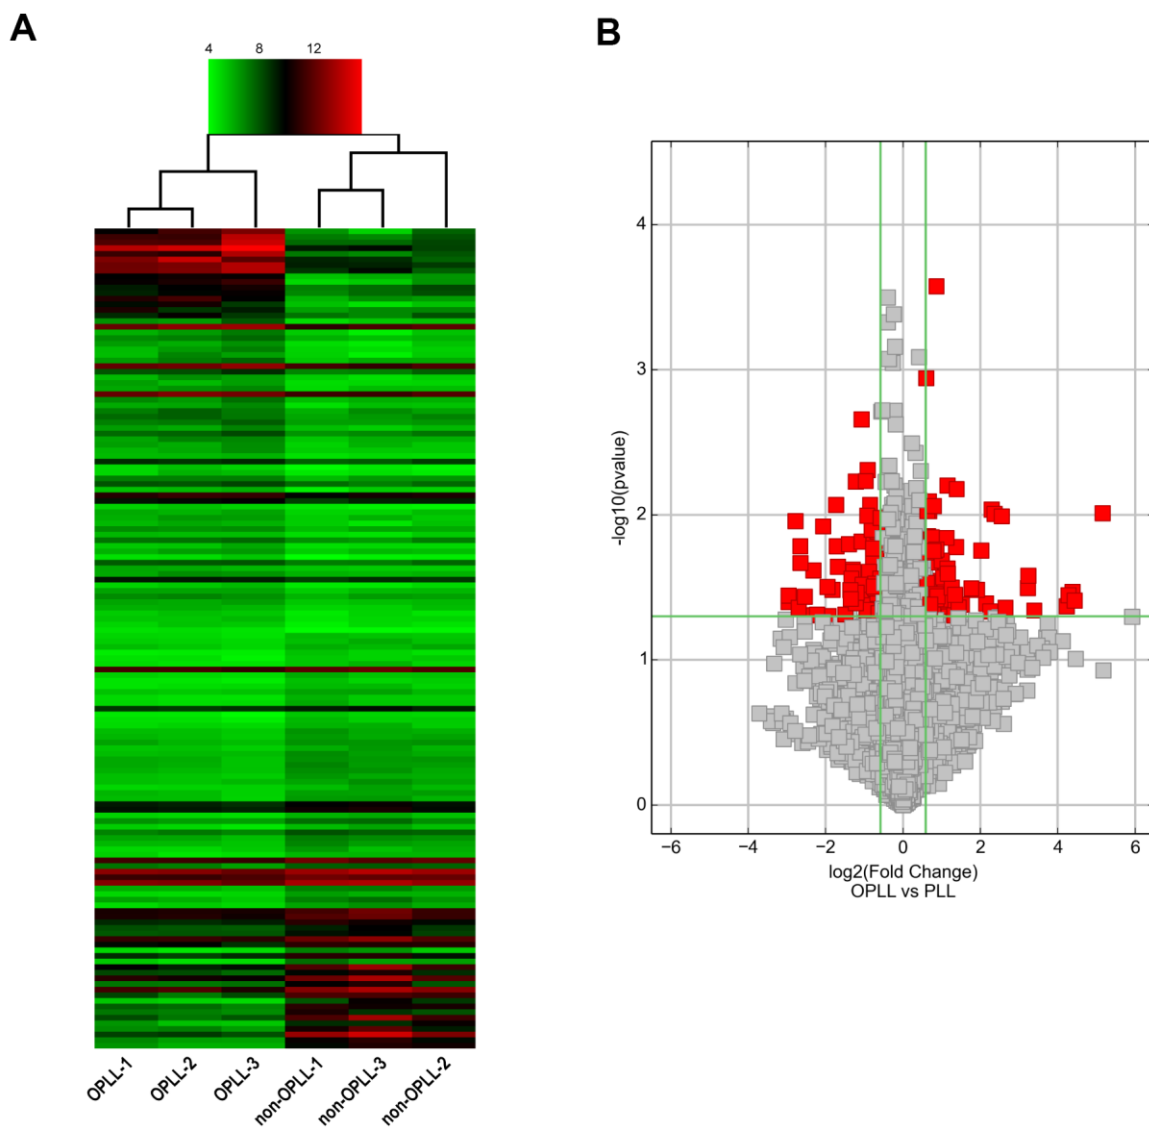 A
B
4 8 12
OPLL-1
OPLL-2
OPLL-3
non-OPLL-1
non-OPLL-3
non-OPLL-2
-log10(pvalue)
4
3
2
1
0
−6 −4 −2 0 2 4 6
log2(Fold Change)
OPLL vs PLL